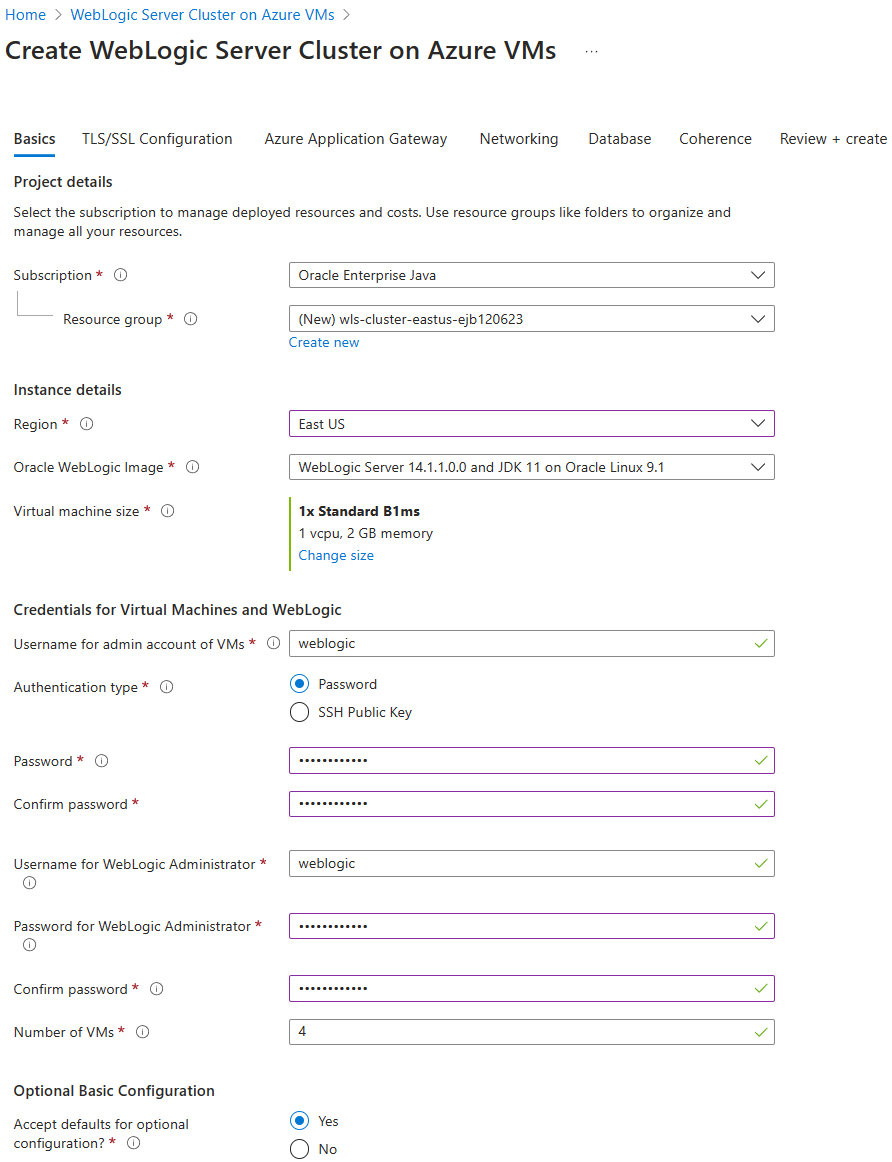 Home > WebLogic Server Cluster on Azure VMs >
Create WebLogic Server Cluster on Azure VMs ...
Basics TLS/SSL Configuration Azure Application Gateway Networking Database Coherence Review + create
Project details
Select the subscription to manage deployed resources and costs. Use resource groups like folders to organize and
manage all your resources.
Subscription * Oracle Enterprise Java
Resource group * (New) wls-cluster-eastus-ejb120623
Create new
Instance details
Region * East US
Oracle WebLogic Image * WebLogic Server 14.1.1.0.0 and JDK 11 on Oracle Linux 9.1
Virtual machine size * 1x Standard B1ms
1 vcpu, 2 GB memory
Change size
Credentials for Virtual Machines and WebLogic
Username for admin account of VMs * weblogic
Authentication type * Password
SSH Public Key
Password * ••••••••••••
Confirm password * ••••••••••••
Username for WebLogic Administrator * weblogic
Password for WebLogic Administrator * ••••••••••••
Confirm password * ••••••••••••
Number of VMs * 4
Optional Basic Configuration
Accept defaults for optional Yes
configuration? *
No